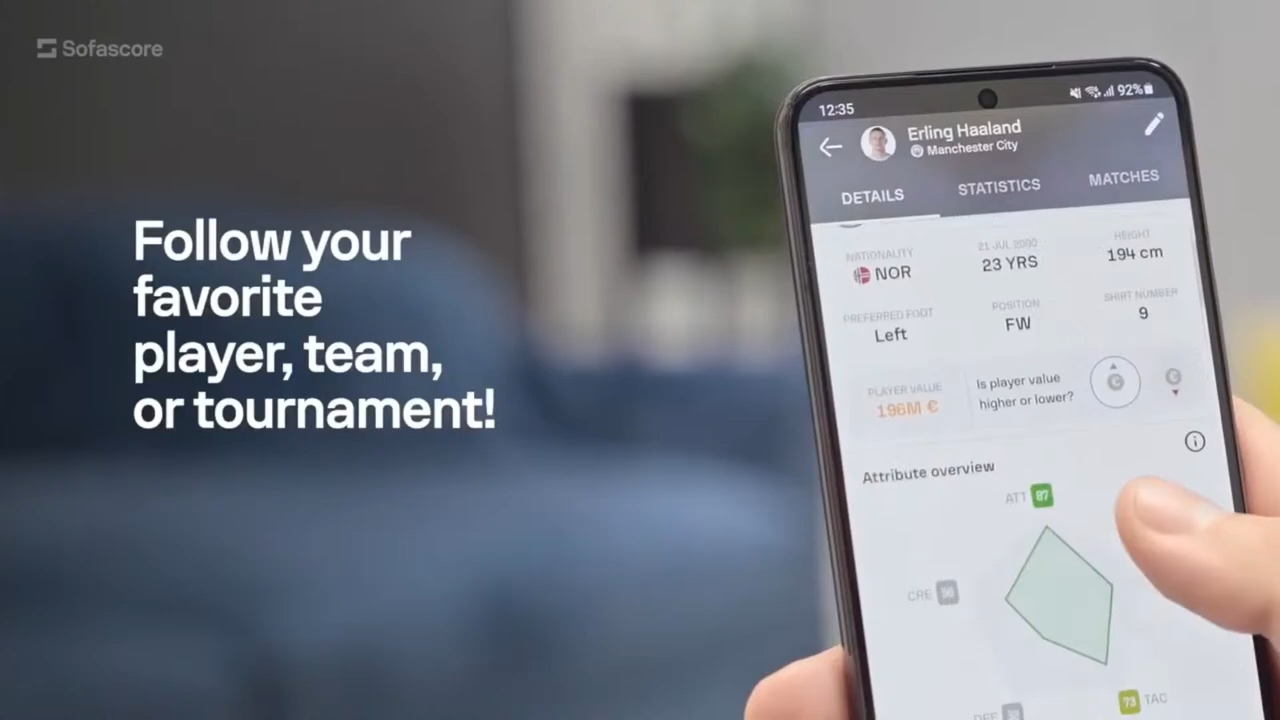 Sofascore
Follow your
favorite
player, team,
or tournament!
12:35
92%
Erling Haaland
Manchester City
DETAILS
STATISTICS
MATCHES
NATIONALITY
NOR
21 JUL 2000
23 YRS
HEIGHT
194 cm
PREFERRED FOOT
Left
POSITION
FW
SHIRT NUMBER
9
PLAYER VALUE
196M €
Is player value
higher or lower?
€
€
Attribute overview
ATT 87
CRE
73 TAC